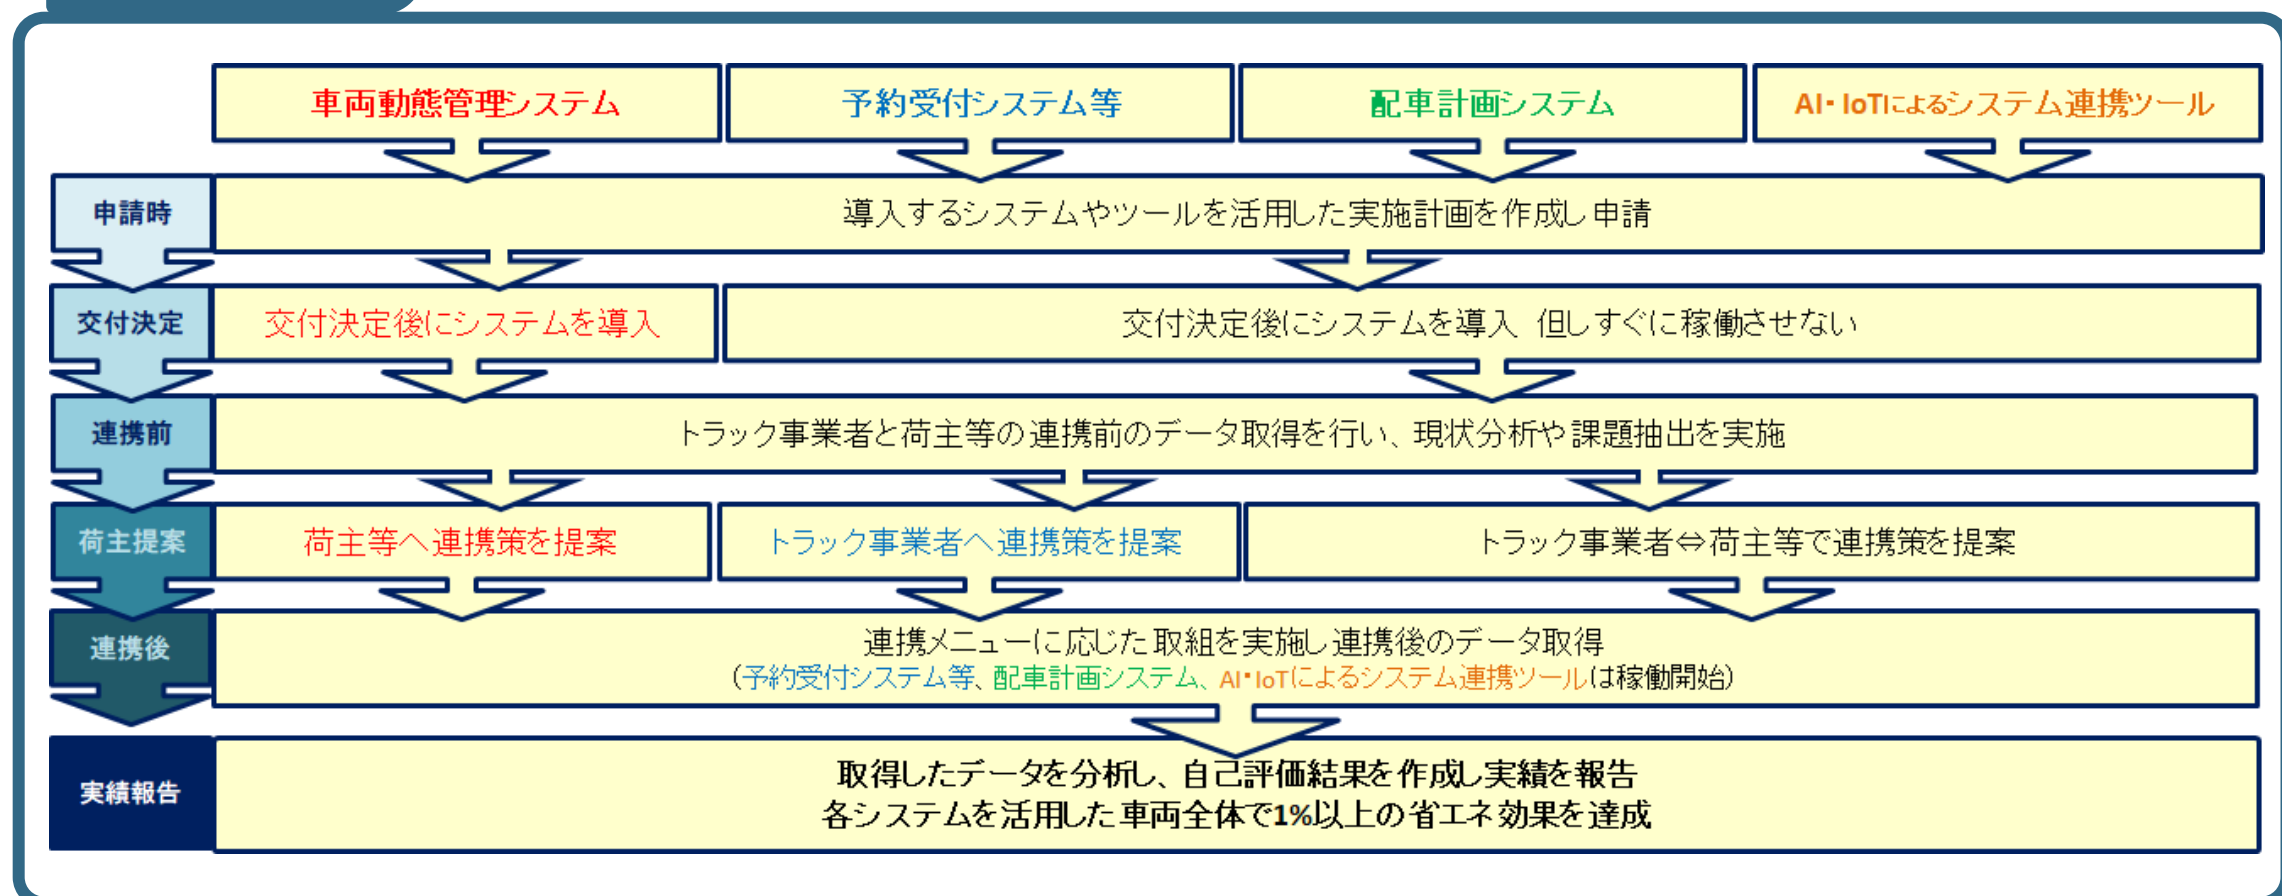 車両動態管理システム
予約受付システム等
配車計画システム
AI・IoTによるシステム連携ツール
申請時
導入するシステムやツールを活用した実施計画を作成し申請
交付決定
交付決定後にシステムを導入
交付決定後にシステムを導入 但しすぐに稼働させない
連携前
トラック事業者と荷主等の連携前のデータ取得を行い、現状分析や課題抽出を実施
荷主提案
荷主等へ連携策を提案
トラック事業者へ連携策を提案
トラック事業者⇔荷主等で連携策を提案
連携後
連携メニューに応じた取組を実施し連携後のデータ取得
（予約受付システム等、配車計画システム、AI・IoTによるシステム連携ツールは稼働開始）
実績報告
取得したデータを分析し、自己評価結果を作成し実績を報告
各システムを活用した車両全体で1%以上の省エネ効果を達成